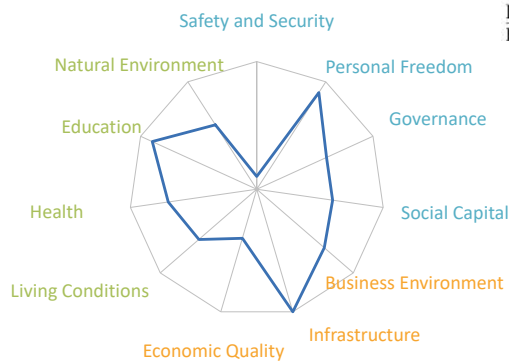 Safety and Security
Natural Environment
Personal Freedom
Education
Governance
Health
Social Capital
Living Conditions
Business Environment
Infrastructure
Economic Quality